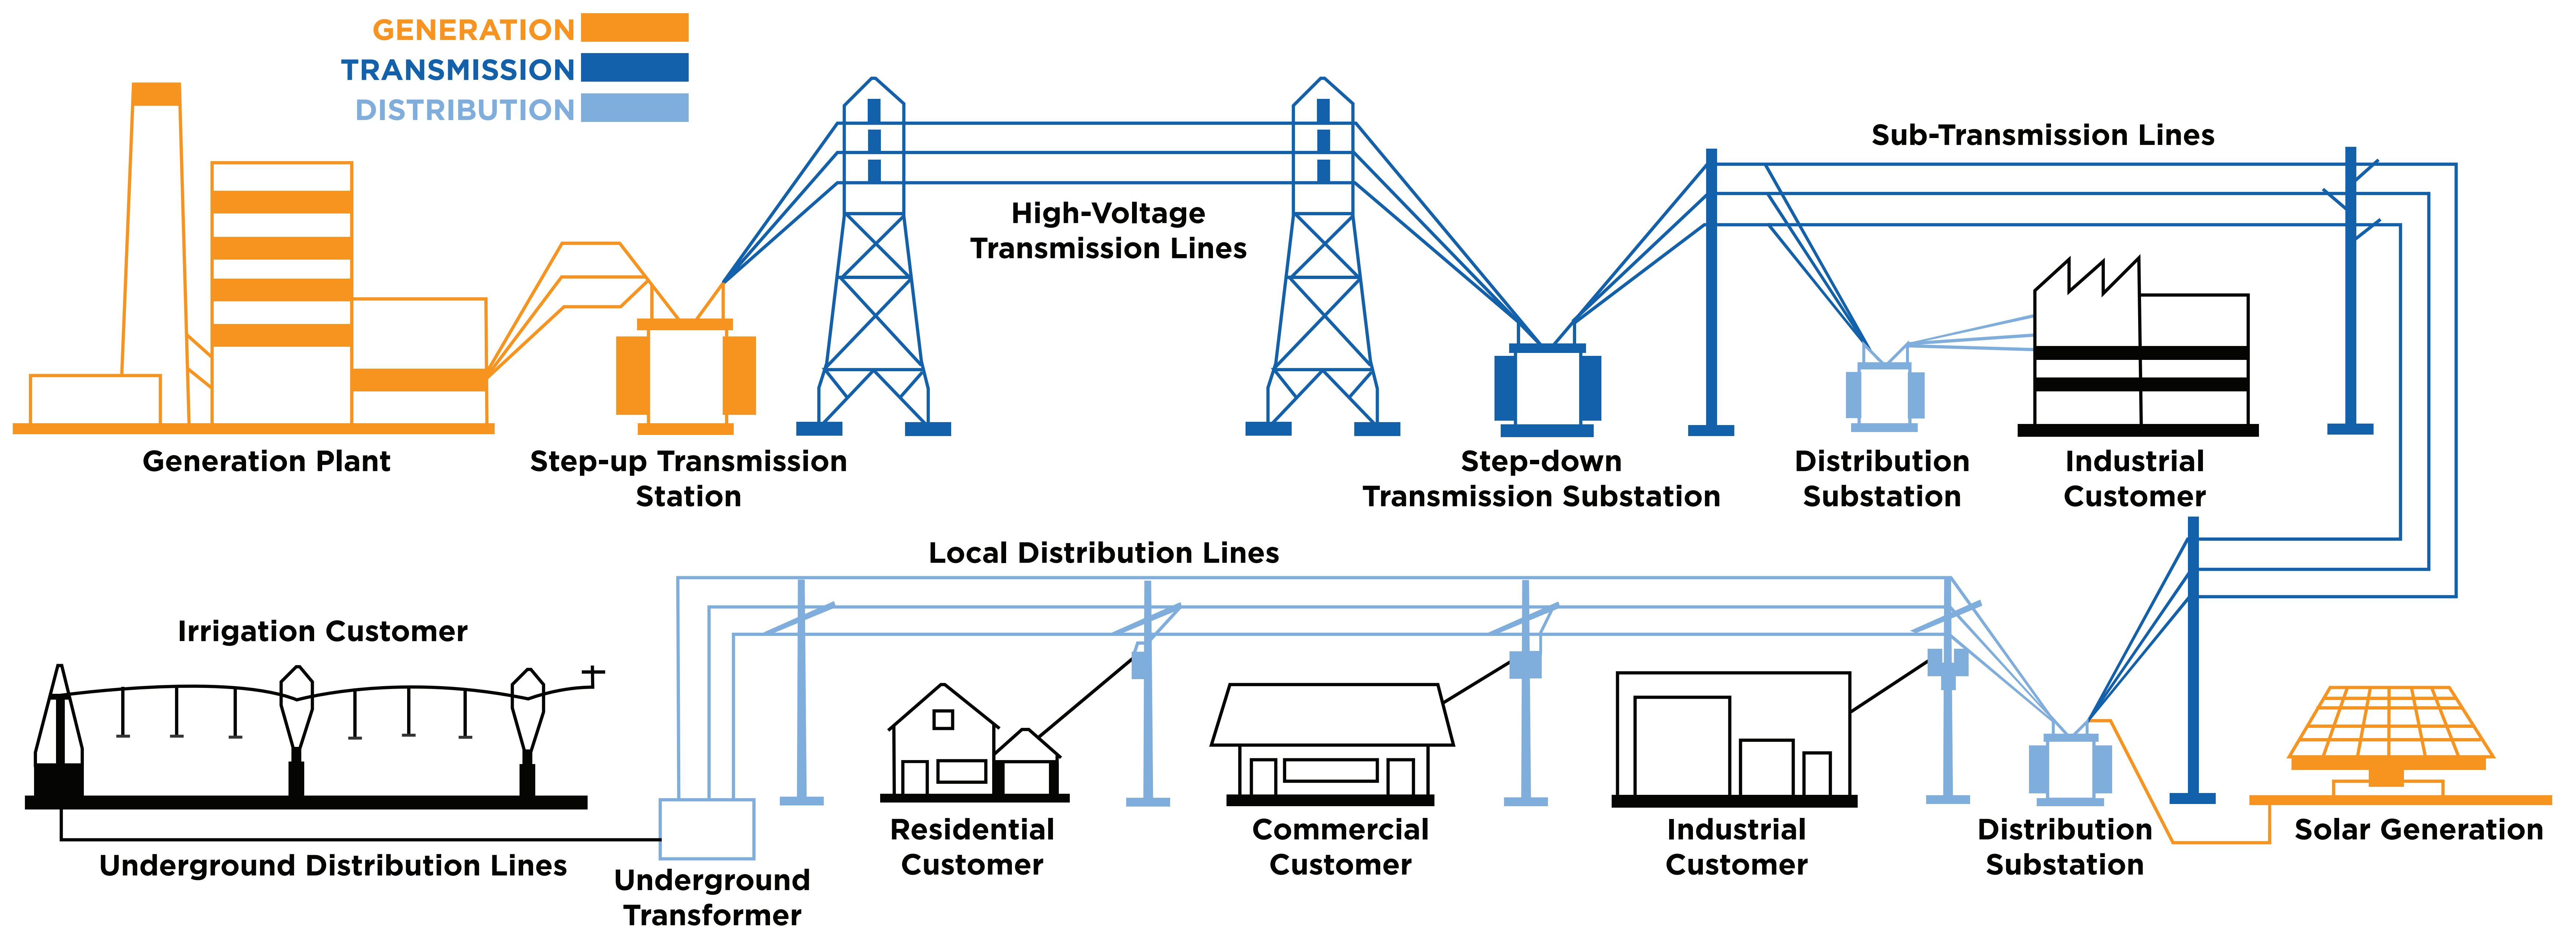 GENERATION
TRANSMISSION
DISTRIBUTION
High-Voltage
Transmission Lines
Sub-Transmission Lines
Generation Plant
Step-up Transmission
Station
Step-down
Transmission Substation
Distribution
Substation
Industrial
Customer
Local Distribution Lines
Irrigation Customer
Underground Distribution Lines
Underground
Transformer
Residential
Customer
Commercial
Customer
Industrial
Customer
Distribution
Substation
Solar Generation